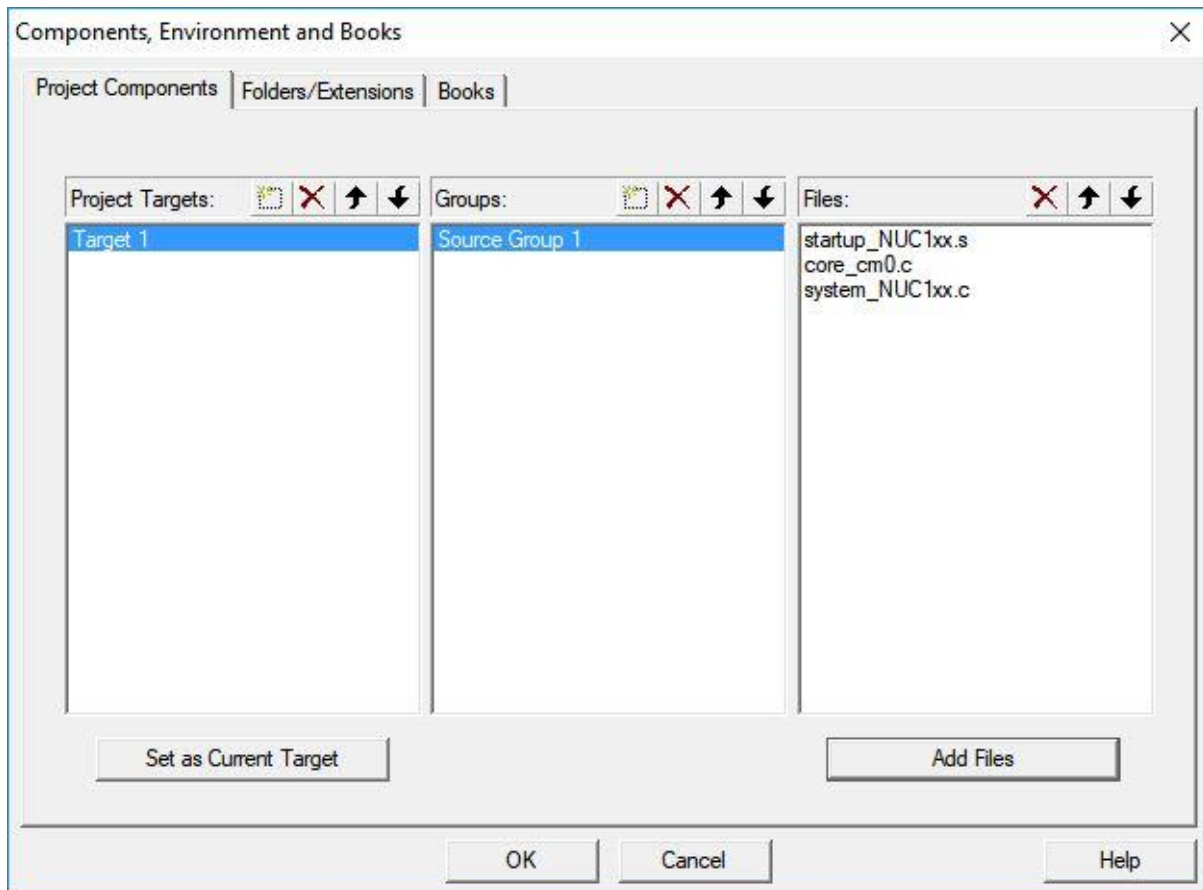 Components, Environment and Books
Project Components Folders/Extensions Books
Project Targets: Groups: Files:
Target 1 Source Group 1 startup_NUC1xx.s
core_cm0.c
system_NUC1xx.c
Set as Current Target Add Files
OK Cancel Help